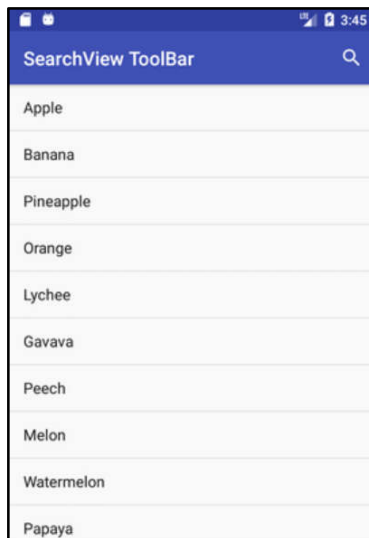 3:45
SearchView ToolBar
Apple
Banana
Pineapple
Orange
Lychee
Gavava
Peech
Melon
Watermelon
Papaya